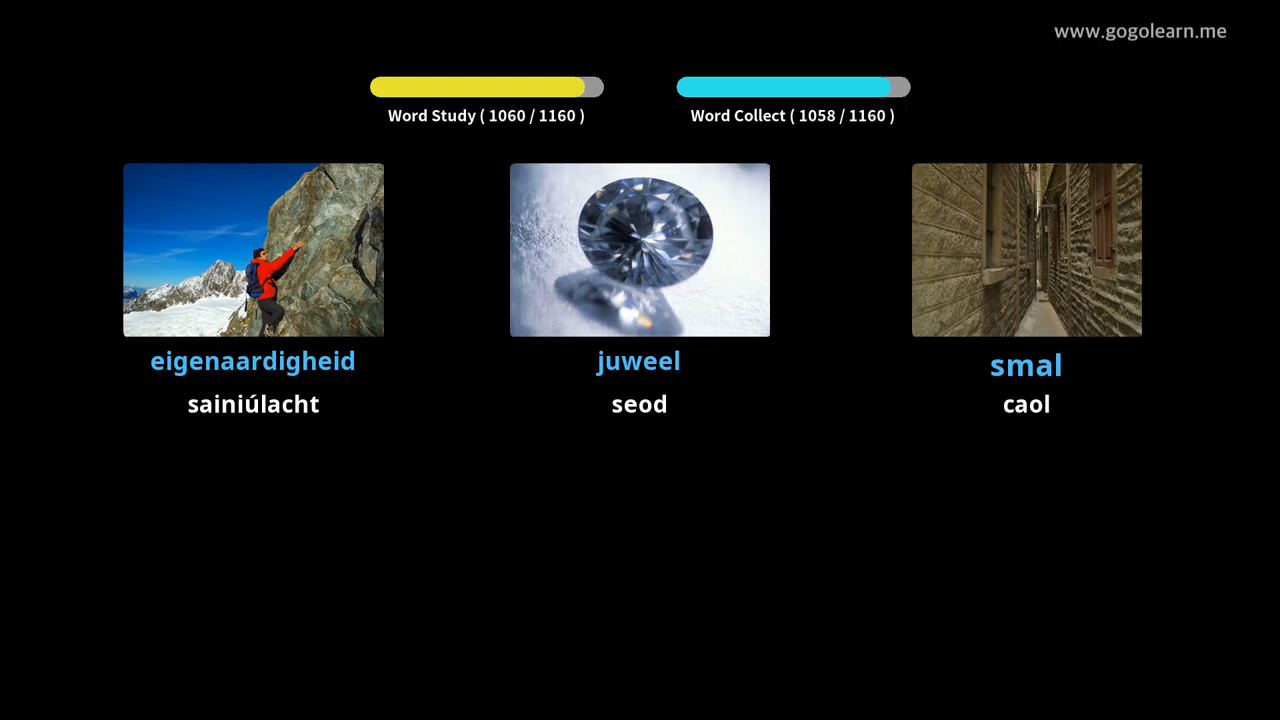 www.gogolearn.me
Word Study ( 1060 / 1160 )
Word Collect ( 1058 / 1160 )
eigenaardigheid
juweel
smal
sainiúlacht
seod
caol